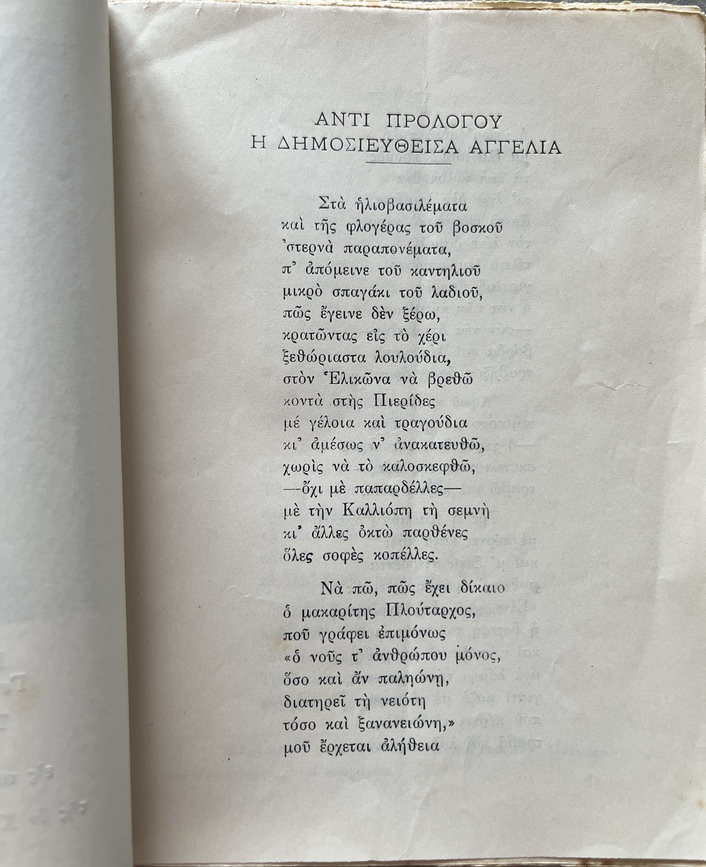 ΑΝΤΙ ΠΡΟΛΟΓΟΥ
Η ΔΗΜΟΣΙΕΥΘΕΙΣΑ ΑΓΓΕΛΙΑ
Στὰ ἡλιοβασιλέματα
καὶ τῆς φλογέρας τοῦ βοσκοῦ
'στερνὰ παραπονέματα,
π' ἀπόμεινε τοῦ καντηλιοῦ
μικρὸ σπαγάκι τοῦ λαδιοῦ,
πῶς ἔγεινε δὲν ξέρω,
κρατῶντας εἰς τὸ χέρι
ξεθώριαστα λουλούδια,
στὸν Ἑλικῶνα νὰ βρεθῶ
κοντὰ στῆς Πιερίδες
μέ γέλοια καὶ τραγούδια
κι' ἀμέσως ν' ἀνακατευθῶ,
χωρὶς νὰ τὸ καλοσκεφθῶ,
—ὄχι μὲ παπαρδέλλες—
μὲ τὴν Καλλιόπη τὴ σεμνὴ
κι' ἄλλες ὀκτὼ παρθένες
ὅλες σοφὲς κοπέλλες.
Νὰ πῶ, πῶς ἔχει δίκαιο
ὁ μακαρίτης Πλούταρχος,
ποῦ γράφει ἐπιμόνως
«ὁ νοῦς τ' ἀνθρώπου μόνος,
ὅσο καὶ ἄν παληώνῃ,
διατηρεῖ τὴ νειότη
τόσο καὶ ξανανειώνη,»
μοῦ ἔρχεται ἀλήθεια